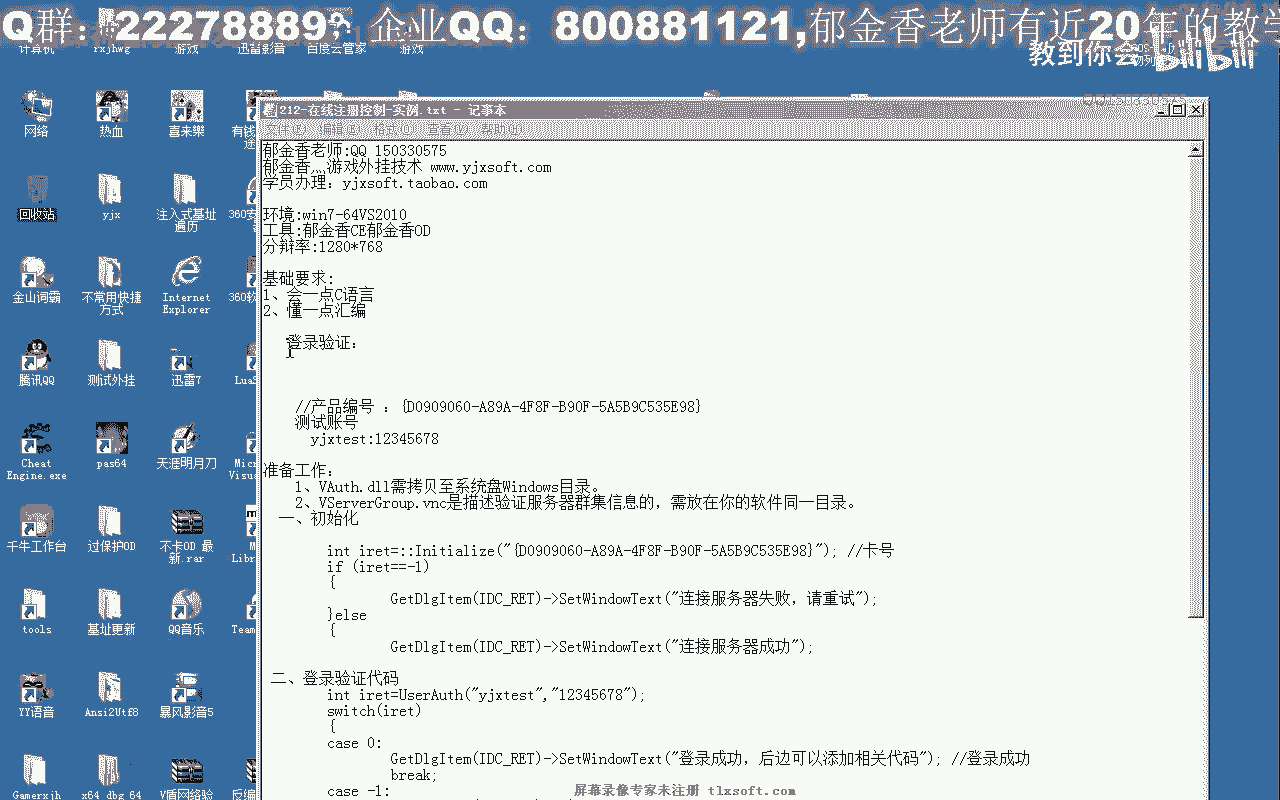 Q群: 222788898; 企业QQ: 800881121,郁金香老师有近20年的教学
教到你会
bilibili
计算机
rxjhwg
游戏
迅雷影音
百度云管家
游戏
网络
热血
喜来樂
回收站
yjx
注入式基址遍历
金山词霸
不常用快捷方式
Internet Explorer
腾讯QQ
测试外挂
迅雷7
Cheat Engine.exe
pas64
天涯明月刀
千牛工作台
过保护OD
不卡OD 最新.rar
tools
基址更新
QQ音乐
YY语音
Ansi2Utf8
暴风影音5
Gamerxjh
x64_dbg_64
V盾网络验
反编
212-在线注册控制-实例.txt - 记事本
文件(F) 编辑(E) 格式(O) 查看(V) 帮助(H)
郁金香老师:QQ 150330575
郁金香灬游戏外挂技术 www.yjxsoft.com
学员办理: yjxsoft.taobao.com
环境:win7-64VS2010
工具:郁金香CE郁金香OD
分辩率:1280*768
基础要求:
1、会一点C语言
2、懂一点汇编
登录验证:
//产品编号 : {D0909060-A89A-4F8F-B90F-5A5B9C535E98}
测试账号
yjxtest:12345678
准备工作:
1、VAuth.dll需拷贝至系统盘Windows目录。
2、VServerGroup.vnc是描述验证服务器群集信息的, 需放在你的软件同一目录。
一、初始化
int iret=::Initialize("{D0909060-A89A-4F8F-B90F-5A5B9C535E98}"); //卡号
if (iret==-1)
{
GetDlgItem(IDC_RET)->SetWindowText("连接服务器失败, 请重试");
}else
{
GetDlgItem(IDC_RET)->SetWindowText("连接服务器成功");
二、登录验证代码
int iret=UserAuth("yjxtest","12345678");
switch(iret)
{
case 0:
GetDlgItem(IDC_RET)->SetWindowText("登录成功, 后边可以添加相关代码"); //登录成功
break;
case -1:
屏幕录像专家未注册 tlxsoft.com